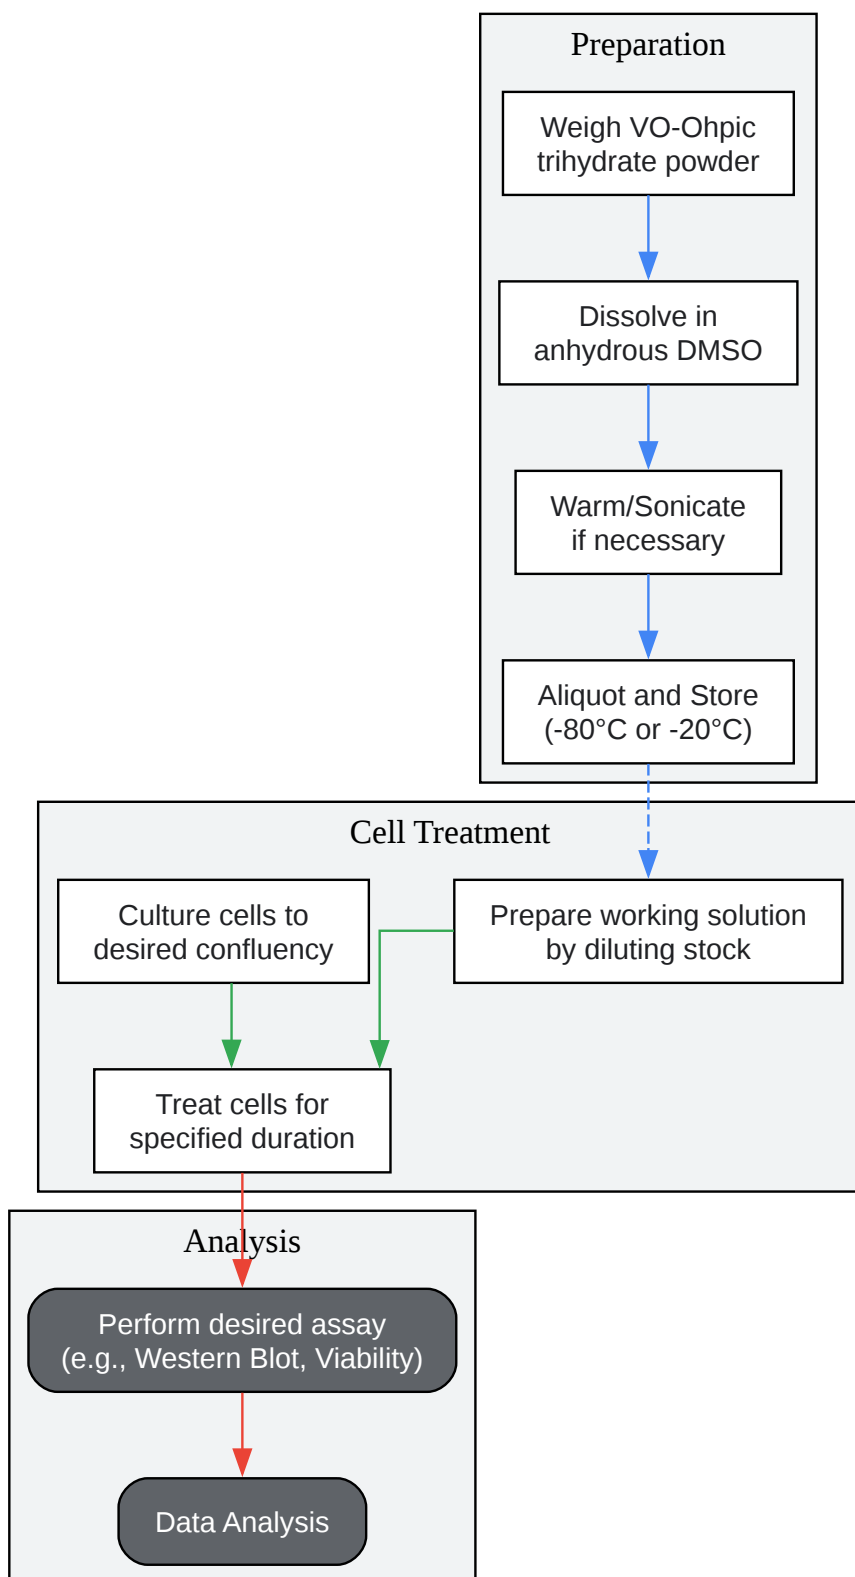 Preparation
Weigh VO-Ohpic
trihydrate powder
Dissolve in
anhydrous DMSO
Warm/Sonicate
if necessary
Aliquot and Store
(-80°C or -20°C)
Cell Treatment
Culture cells to
desired confluency
Prepare working solution
by diluting stock
Treat cells for
specified duration
Analysis
Perform desired assay
(e.g., Western Blot, Viability)
Data Analysis